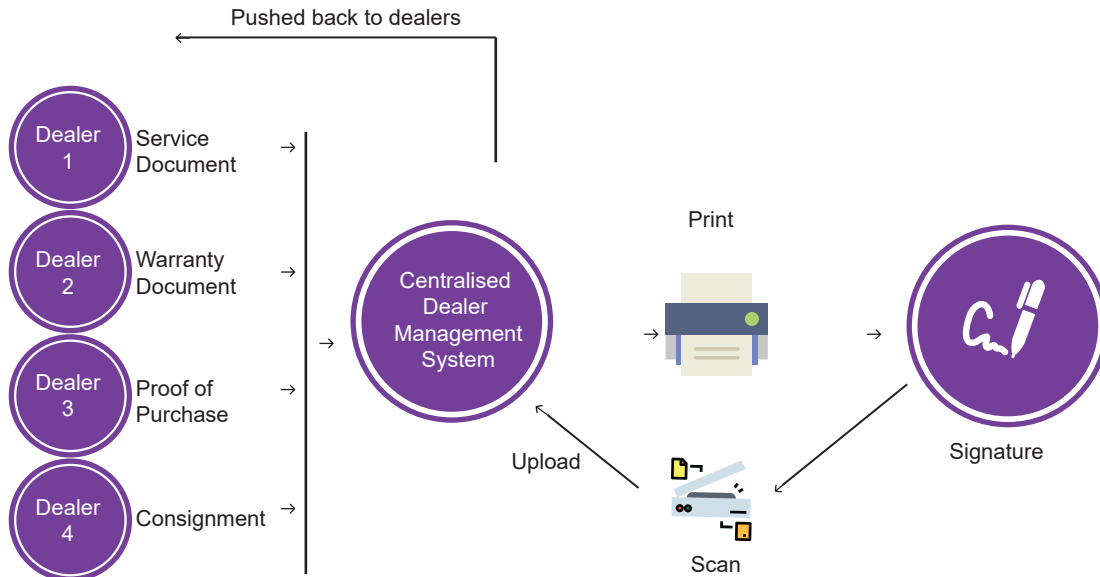 Pushed back to dealers
Dealer
1
Service
Document
Dealer
2
Warranty
Document
Dealer
3
Proof of
Purchase
Dealer
4
Consignment
Centralised
Dealer
Management
System
Print
Signature
Upload
Scan